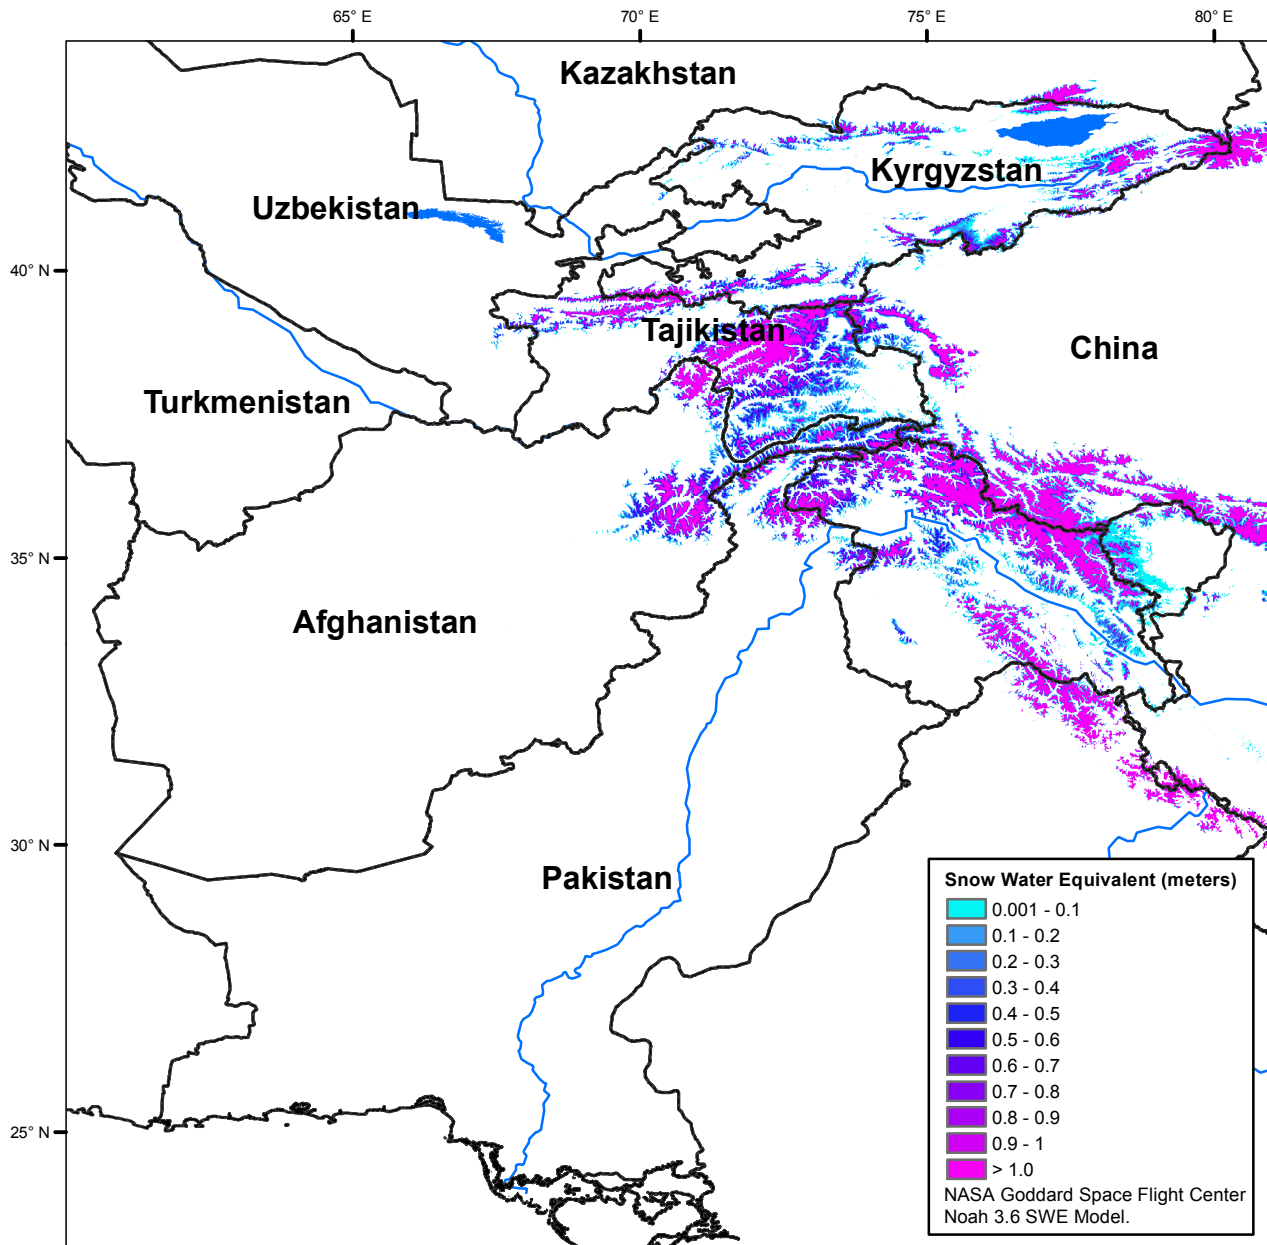 65° E
70° E
75° E
80° E
Kazakhstan
Kyrgyzstan
Uzbekistan
40° N
Tajikistan
China
Turkmenistan
35° N
Afghanistan
30° N
Pakistan
25° N
Snow Water Equivalent (meters)
0.001 - 0.1
0.1 - 0.2
0.2 - 0.3
0.3 - 0.4
0.4 - 0.5
0.5 - 0.6
0.6 - 0.7
0.7 - 0.8
0.8 - 0.9
0.9 - 1
> 1.0
NASA Goddard Space Flight Center
Noah 3.6 SWE Model.